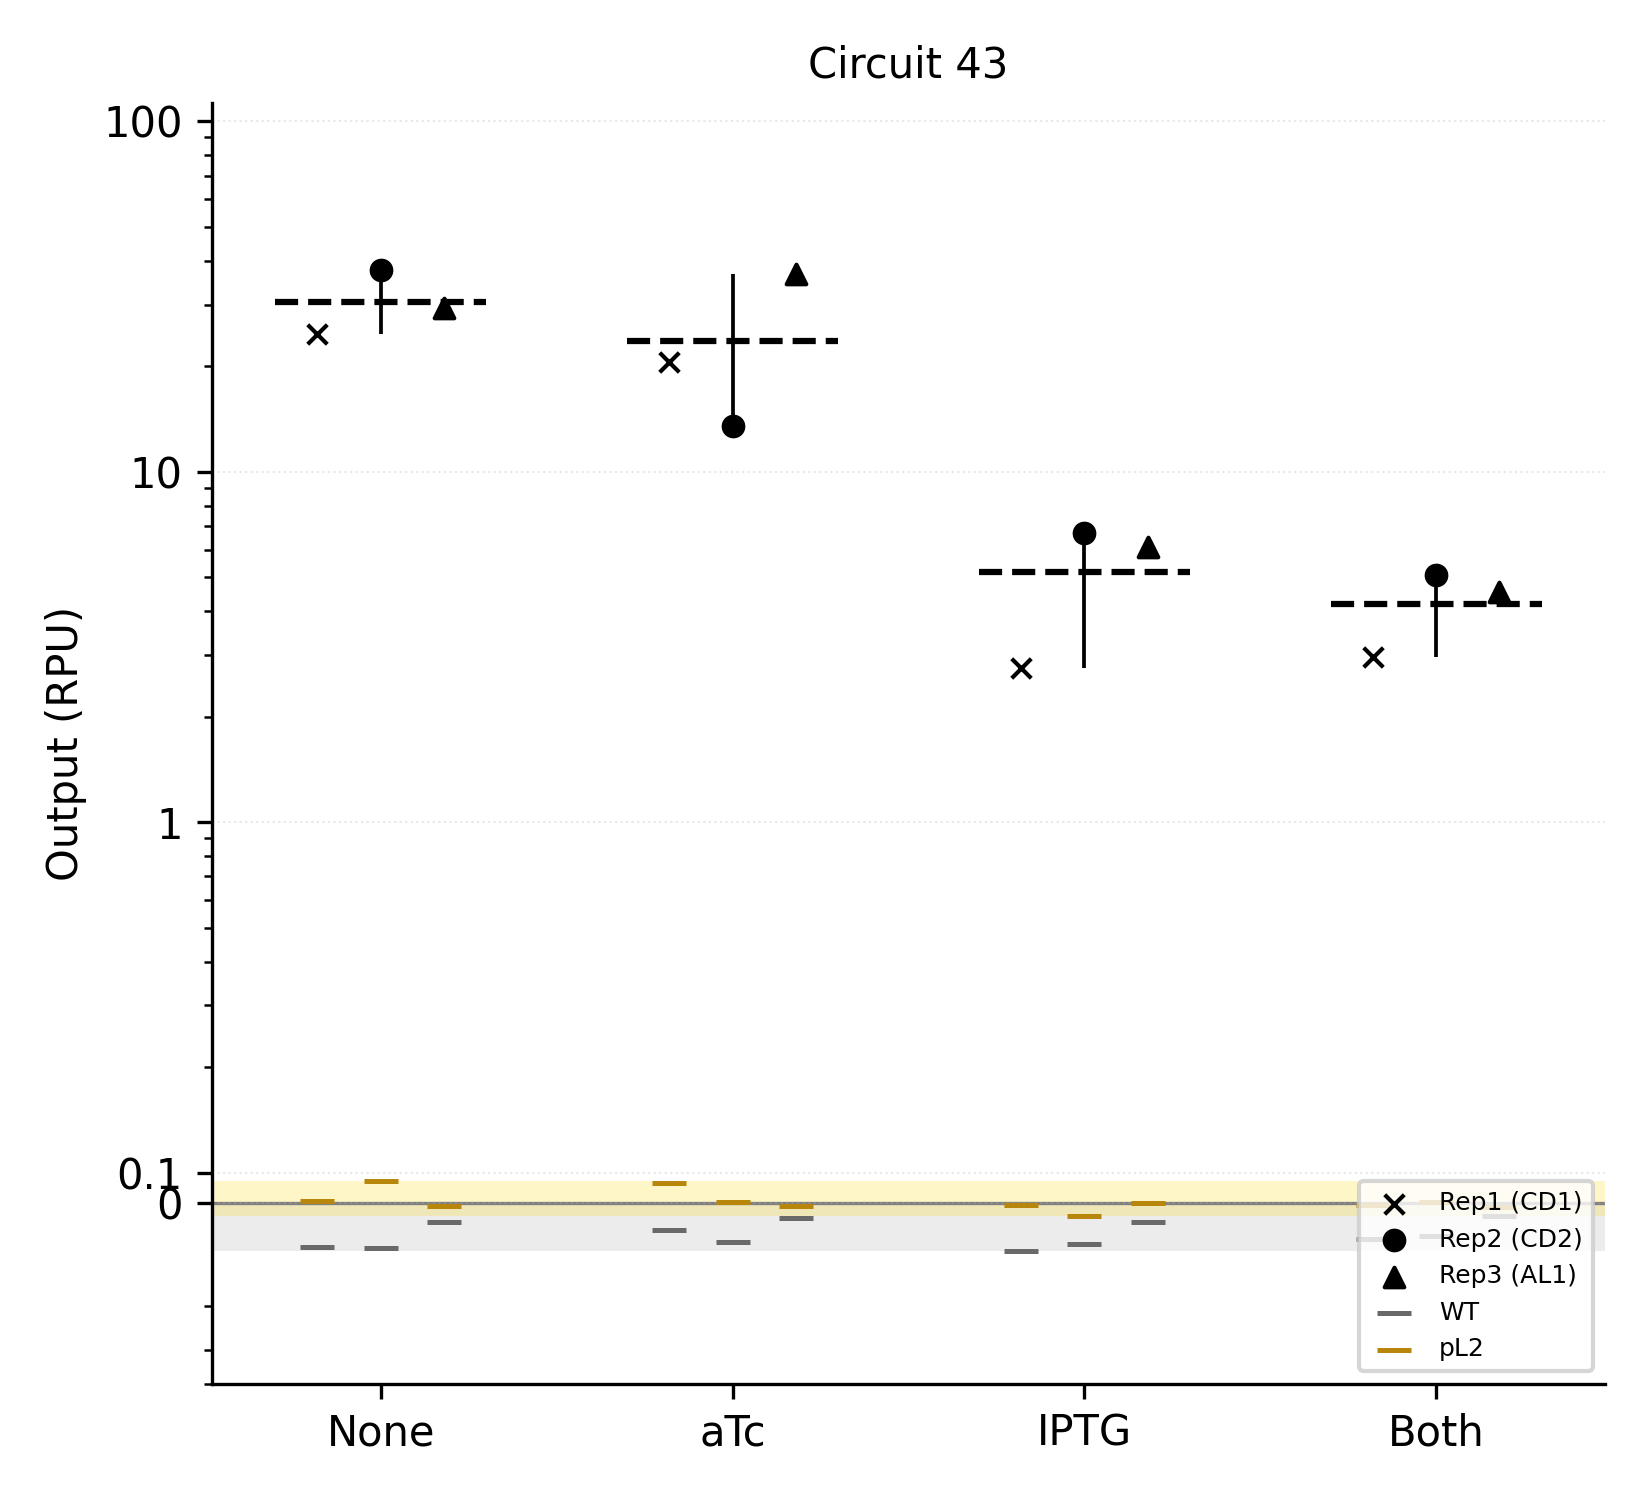 Circuit 43
Output (RPU)
100
10
1
0.1
0
None
aTc
IPTG
Both
Rep1 (CD1)
Rep2 (CD2)
Rep3 (AL1)
WT
pL2